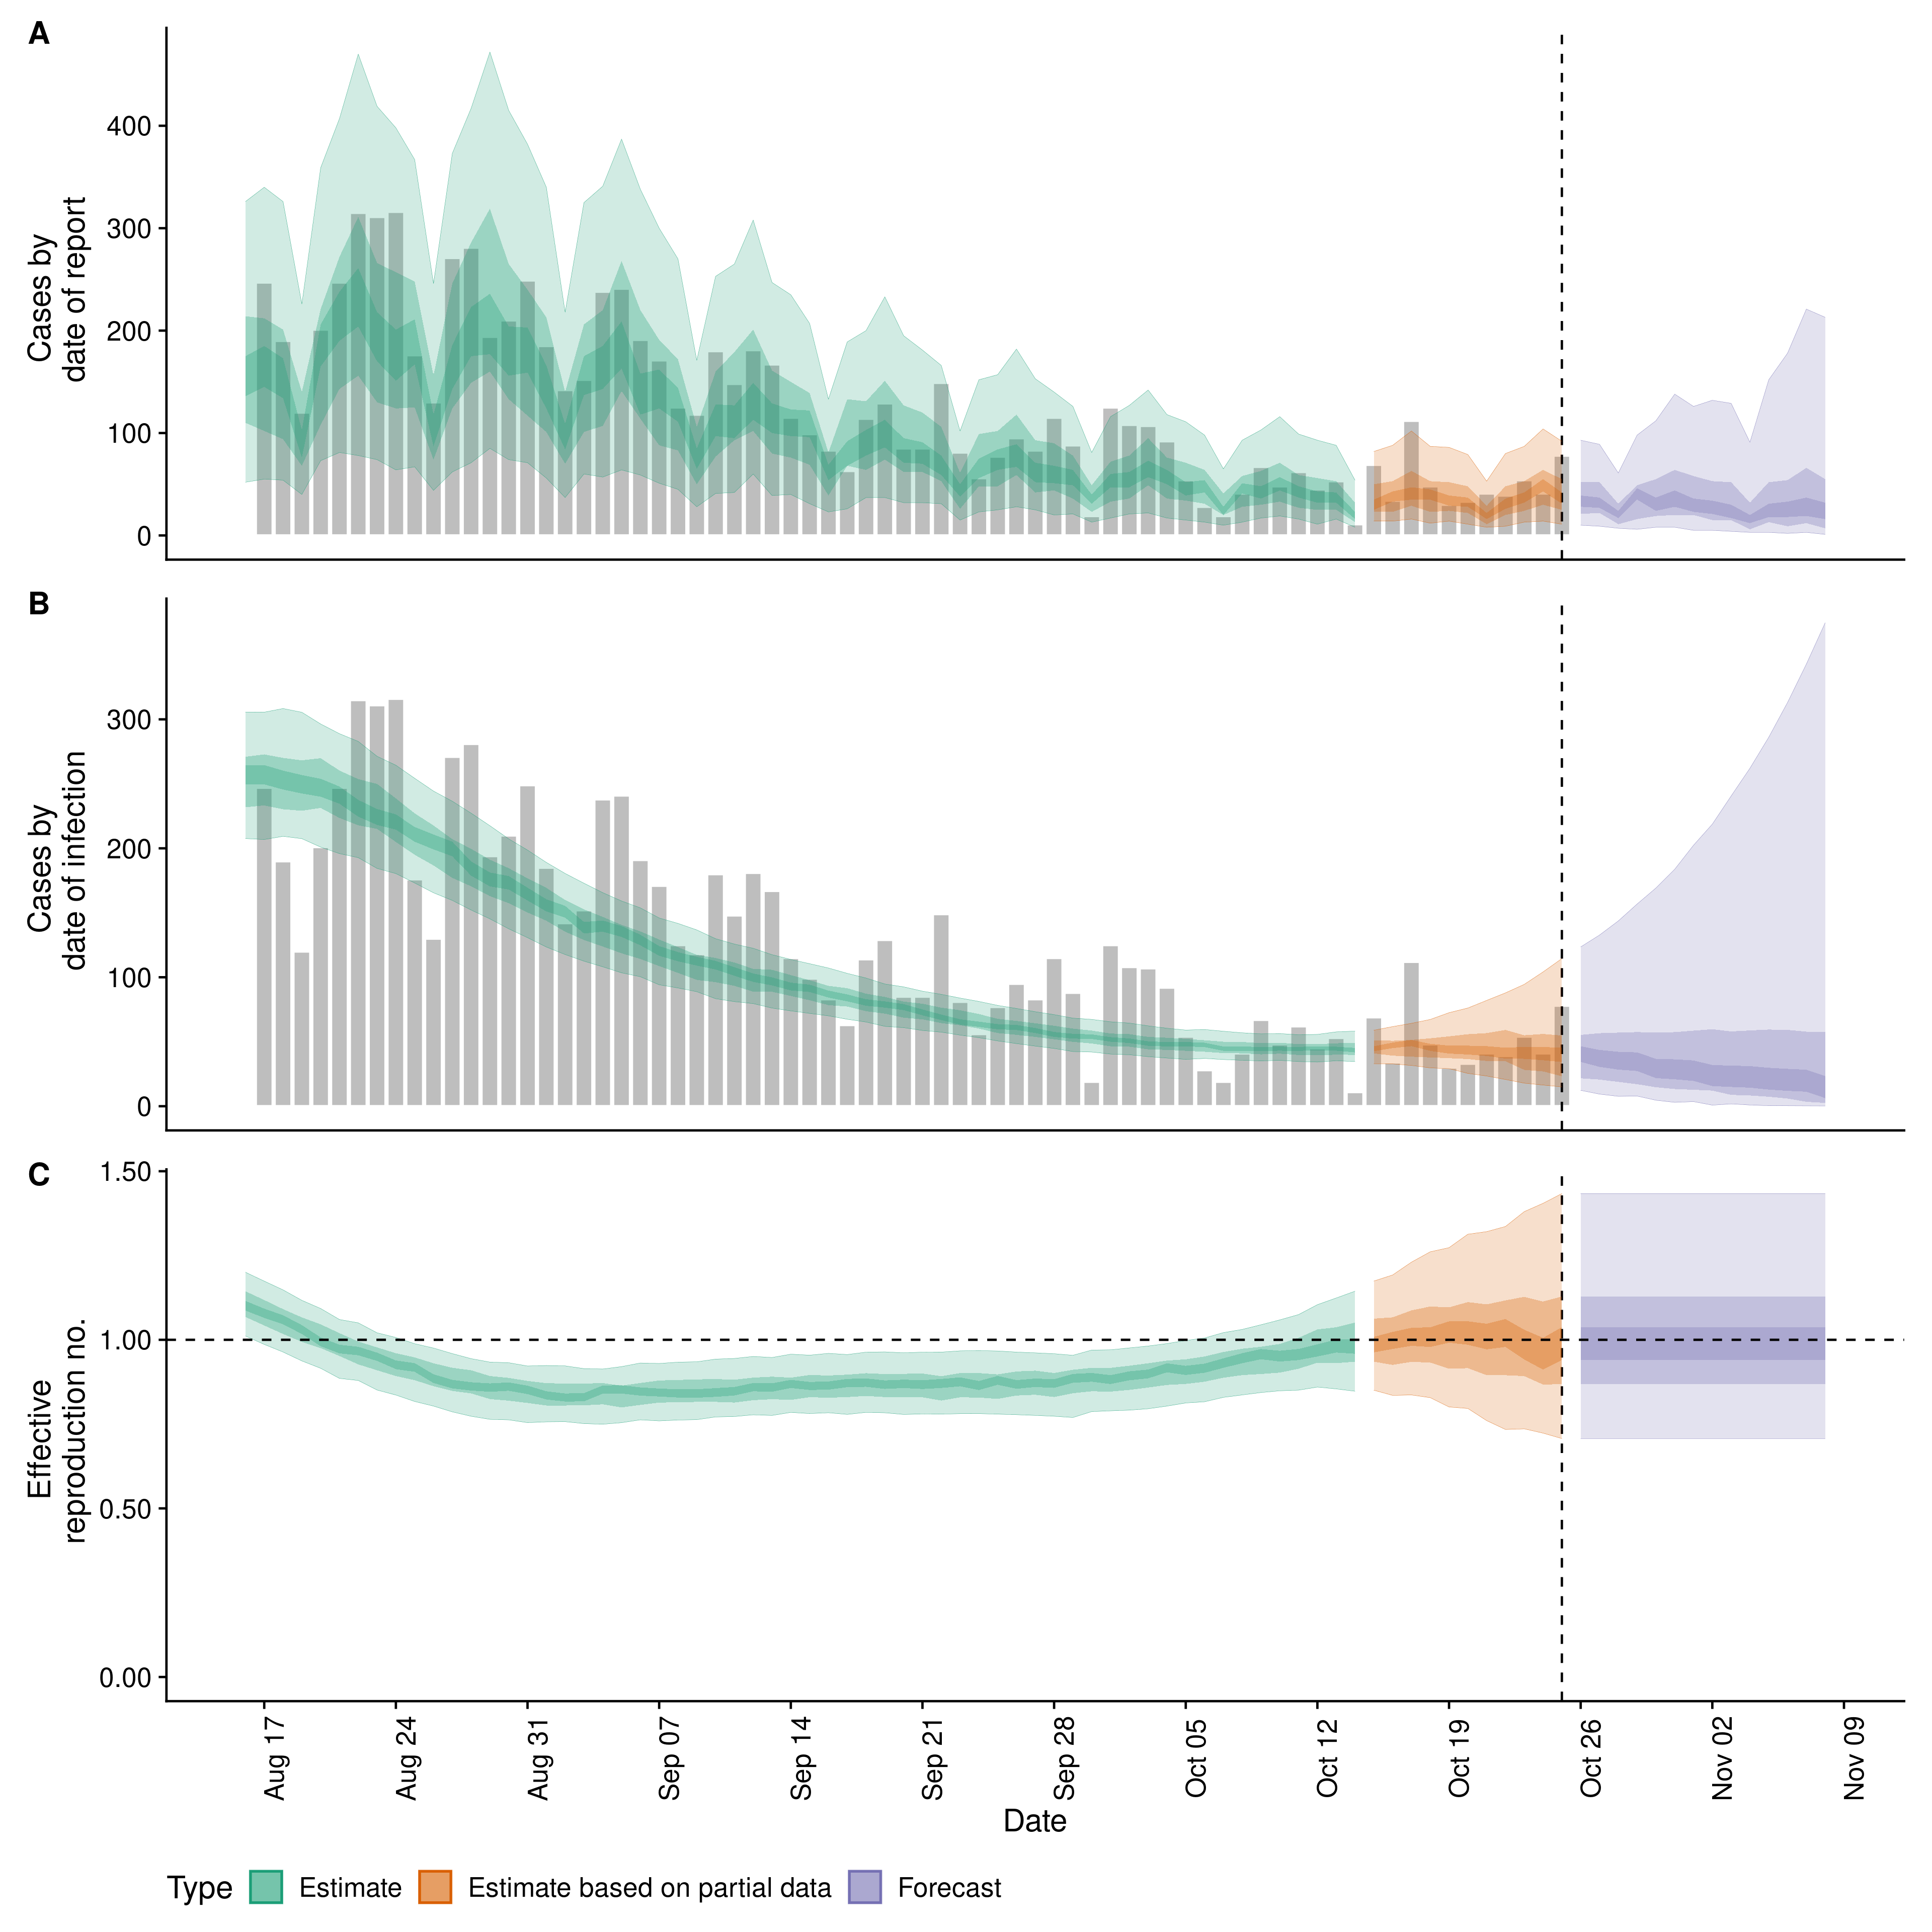 A
400
300
200
100
0
Cases by
date of report
B
300
200
100
0
Cases by
date of infection
C
1.50
1.00
0.50
0.00
Effective
reproduction no.
Aug 17
Aug 24
Aug 31
Sep 07
Sep 14
Sep 21
Sep 28
Oct 05
Oct 12
Oct 19
Oct 26
Nov 02
Nov 09
Date
Type Estimate Estimate based on partial data Forecast